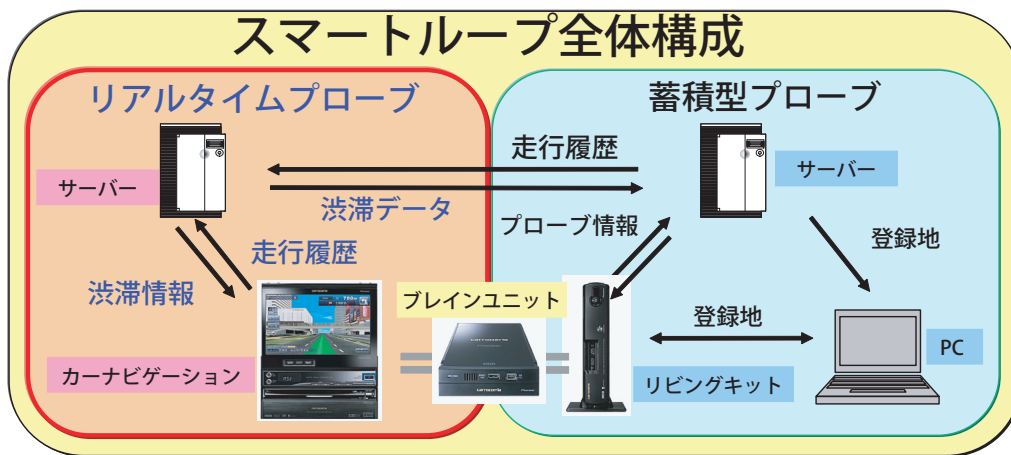 スマートループ全体構成
リアルタイムプローブ
蓄積型プローブ
走行履歴
サーバー
サーバー
渋滞データ
プローブ情報
走行履歴
登録地
渋滞情報
ブレインユニット
登録地
PC
カーナビゲーション
リビングキット